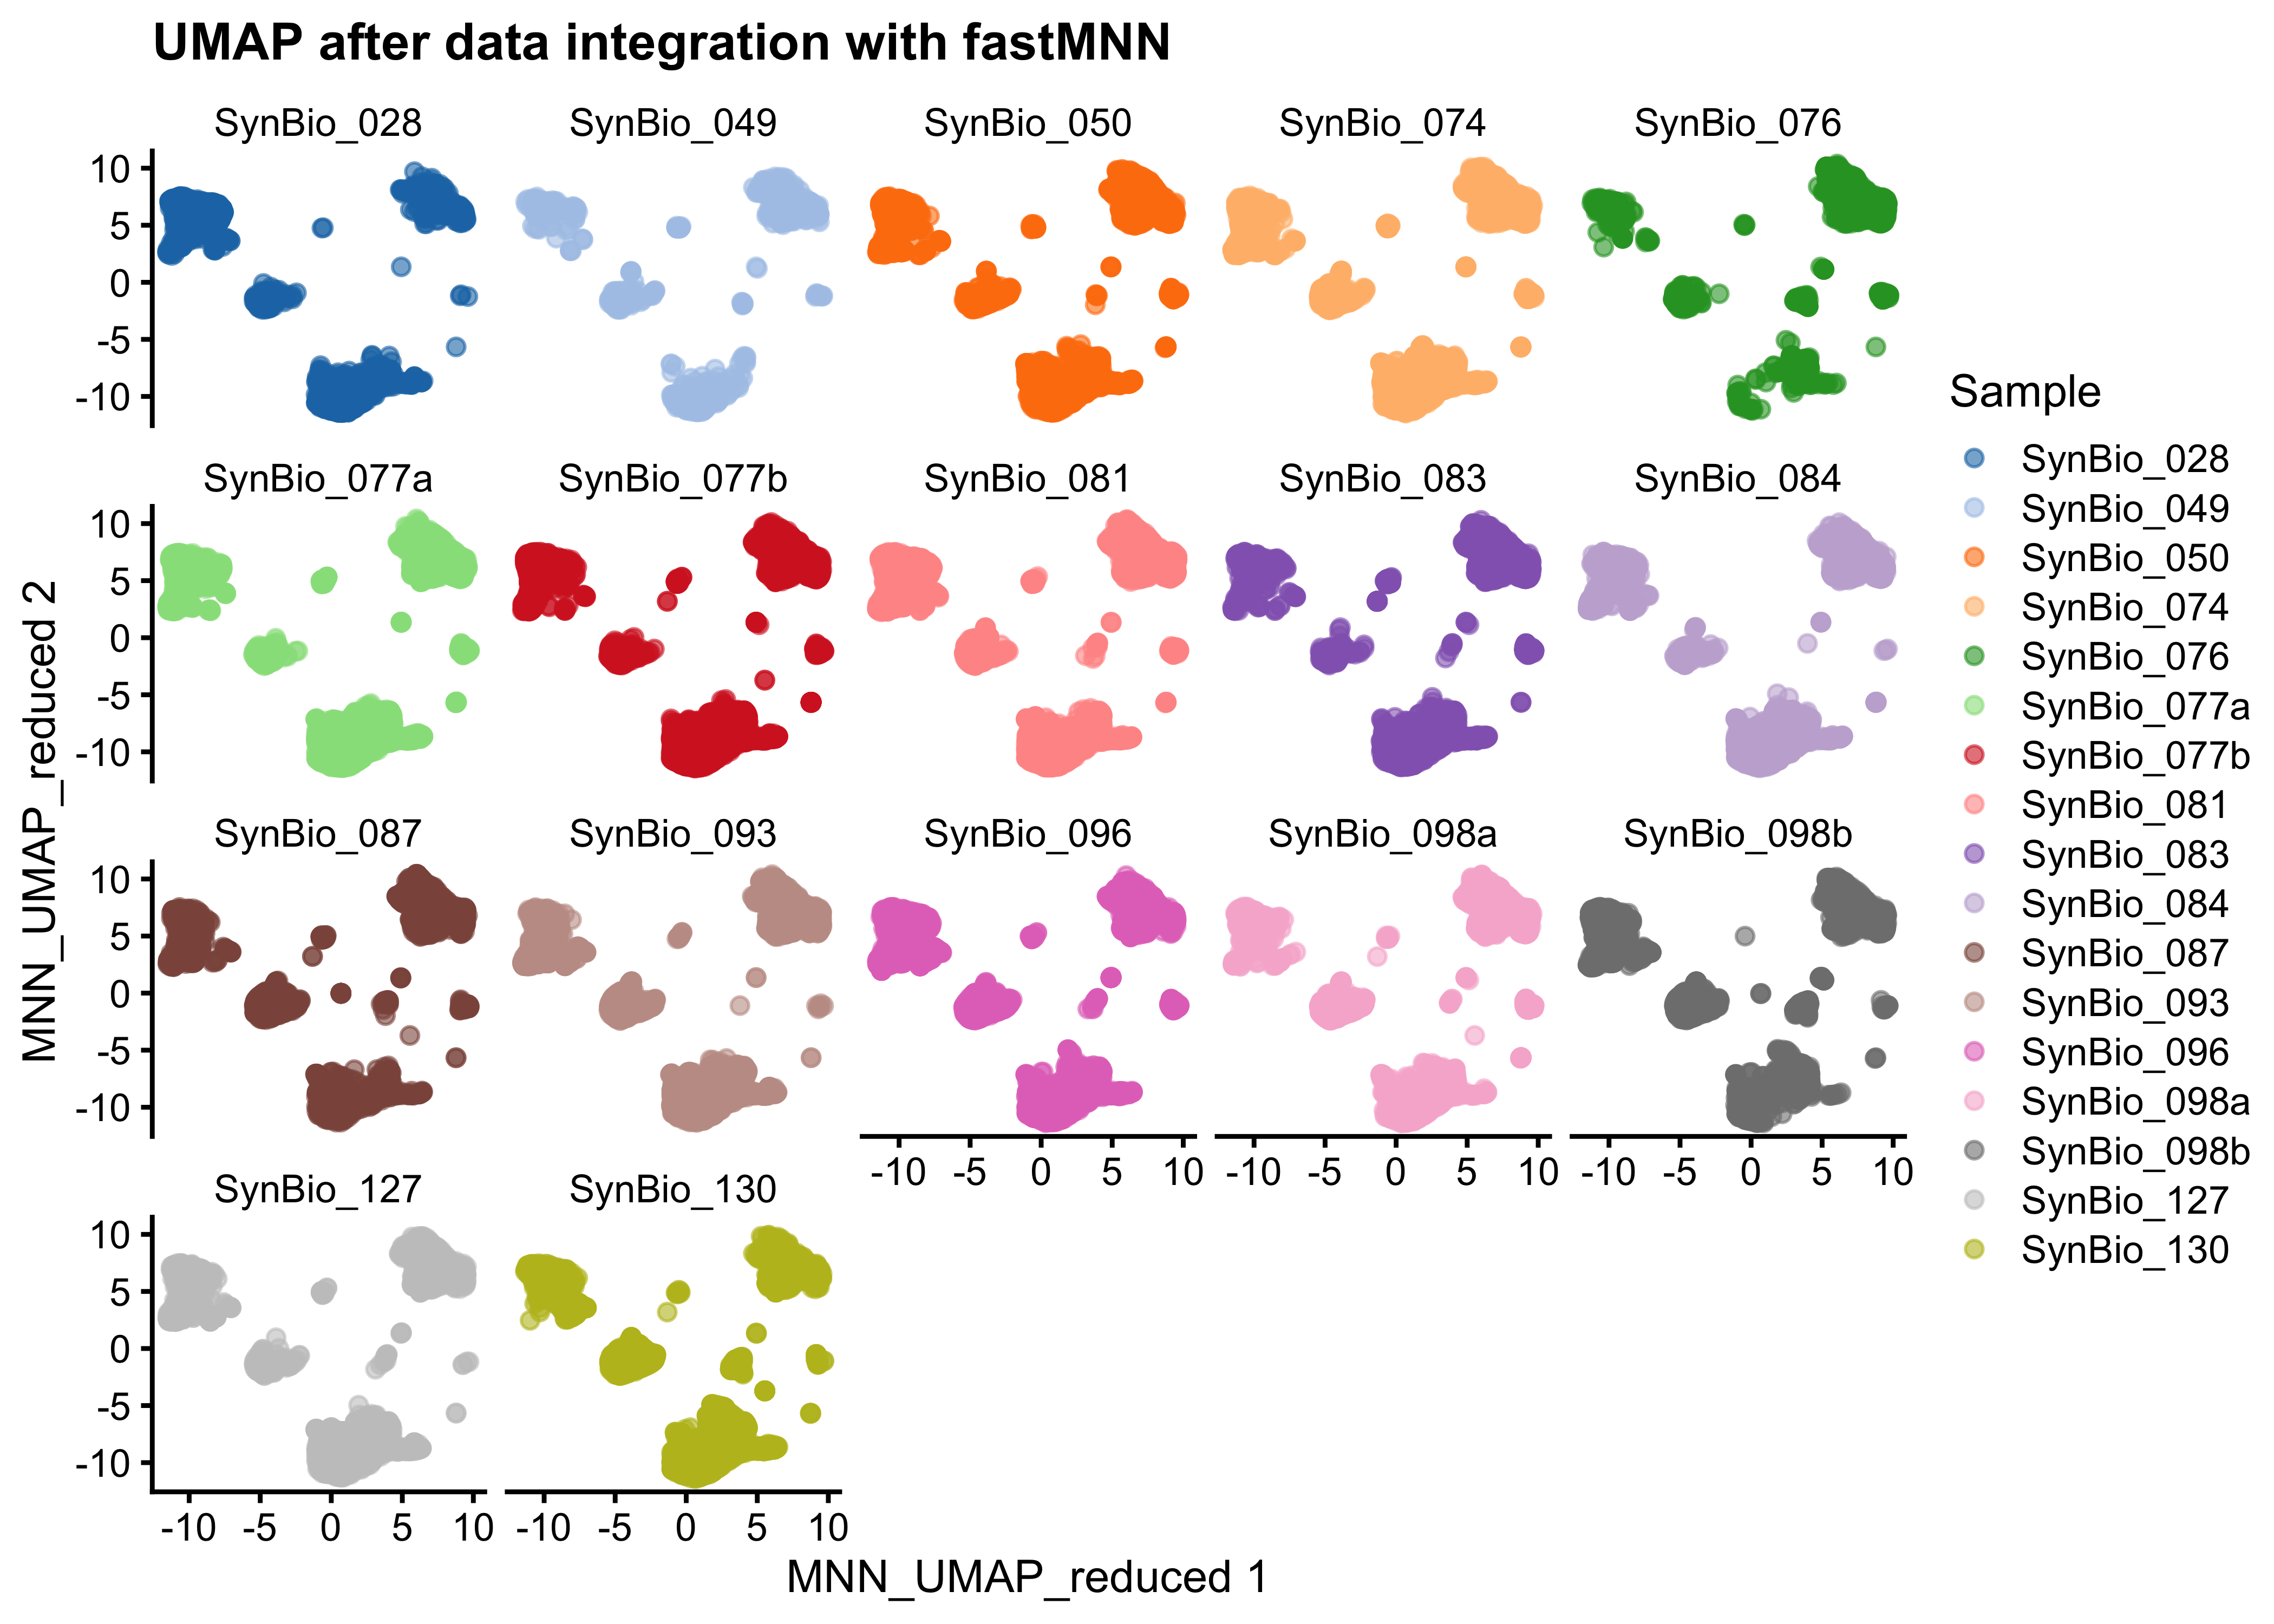 UMAP after data integration with fastMNN
SynBio_028 SynBio_049 SynBio_050 SynBio_074 SynBio_076
10
5
0
-5
-10
SynBio_077a SynBio_077b SynBio_081 SynBio_083 SynBio_084
10
5
0
-5
-10
SynBio_087 SynBio_093 SynBio_096 SynBio_098a SynBio_098b
10
5
0
-5
-10
-10 -5 0 5 10 -10 -5 0 5 10 -10 -5 0 5 10
SynBio_127 SynBio_130
10
5
0
-5
-10
-10 -5 0 5 10 -10 -5 0 5 10
MNN_UMAP_reduced 1
MNN_UMAP_reduced 2
Sample
SynBio_028
SynBio_049
SynBio_050
SynBio_074
SynBio_076
SynBio_077a
SynBio_077b
SynBio_081
SynBio_083
SynBio_084
SynBio_087
SynBio_093
SynBio_096
SynBio_098a
SynBio_098b
SynBio_127
SynBio_130